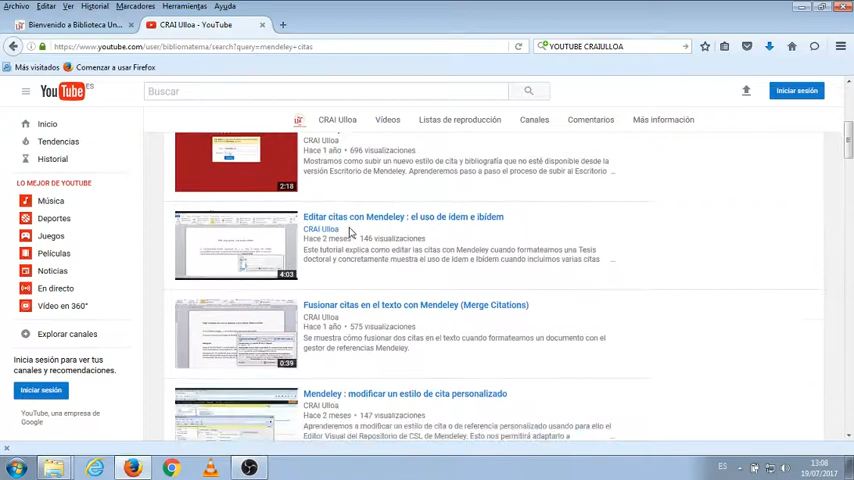 Archivo Editar Ver Historial Marcadores Herramientas Ayuda
Bienvenido a Biblioteca Un...
CRAI Ulloa - YouTube
https://www.youtube.com/user/bibliomatema/search?query=mendeley+citas
YOUTUBE CRAIULLOA
Más visitados Comenzar a usar Firefox
YouTube ES
Buscar
Iniciar sesión
CRAI Ulloa Vídeos Listas de reproducción Canales Comentarios Más información
Inicio
Tendencias
Historial
LO MEJOR DE YOUTUBE
Música
Deportes
Juegos
Películas
Noticias
En directo
Vídeo en 360°
Explorar canales
Inicia sesión para ver tus
canales y recomendaciones.
Iniciar sesión
YouTube, una empresa de
Google
CRAI Ulloa
Hace 1 año • 696 visualizaciones
Mostramos como subir un nuevo estilo de cita y bibliografía que no esté disponible desde la
versión Escritorio de Mendeley. Aprenderemos paso a paso el proceso de subir al Escritorio
...
2:18
Editar citas con Mendeley : el uso de ídem e ibídem
CRAI Ulloa
Hace 2 meses • 146 visualizaciones
Este tutorial explica como editar las citas con Mendeley cuando formateamos una Tesis
doctoral y concretamente muestra el uso de Idem e Ibídem cuando incluimos varias citas
...
4:03
Fusionar citas en el texto con Mendeley (Merge Citations)
CRAI Ulloa
Hace 1 año • 575 visualizaciones
Se muestra cómo fusionar dos citas en el texto cuando formateamos un documento con el
gestor de referencias Mendeley.
0:39
Mendeley : modificar un estilo de cita personalizado
CRAI Ulloa
Hace 2 meses • 147 visualizaciones
Aprenderemos a modificar un estilo de cita o de referencia personalizado usando para ello el
Editor Visual del Repositorio de CSL de Mendeley. Esto nos permitirá adaptarlo a
...
ES
13:08
19/07/2017